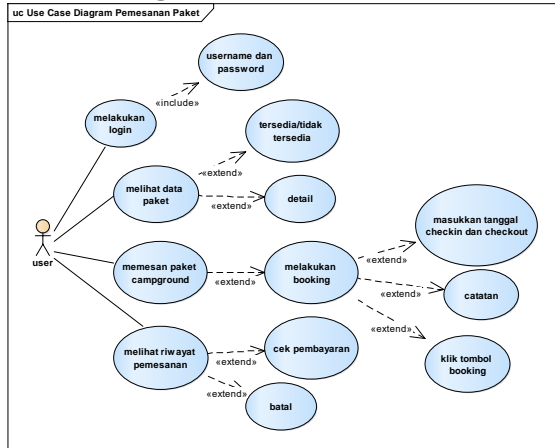 uc Use Case Diagram Pemesanan Paket
username dan
password
«include»
melakukan
login
tersedia/tidak
tersedia
«extend»
melihat data
paket
detail
«extend»
user
memesan paket
campground
«extend»
melakukan
booking
masukkan tanggal
checkin dan checkout
«extend»
catatan
«extend»
«extend»
klik tombol
booking
melihat riwayat
pemesanan
cek pembayaran
«extend»
batal
«extend»